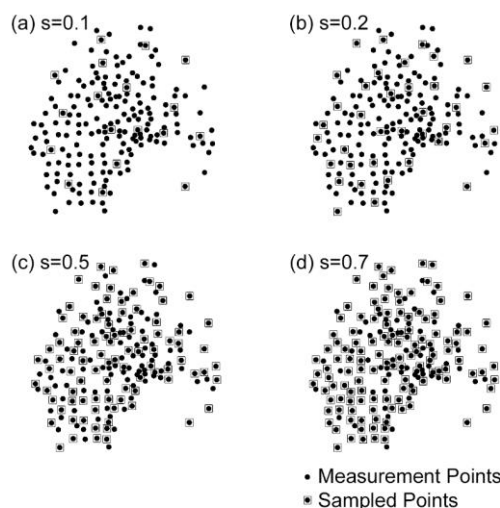 (a) s=0.1
(b) s=0.2
(c) s=0.5
(d) s=0.7
Measurement Points
Sampled Points